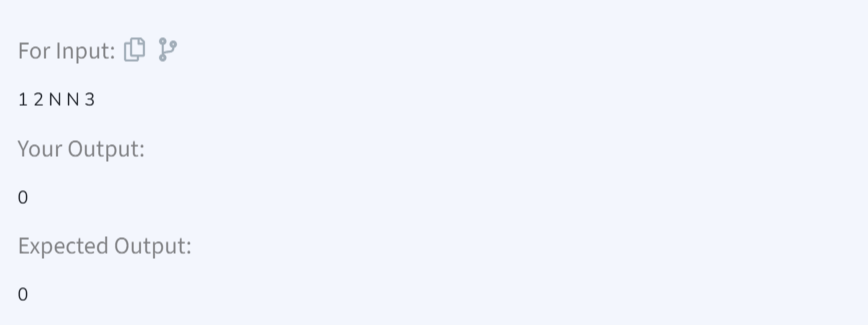 For Input:
1 2 N N 3
Your Output:
0
Expected Output:
0